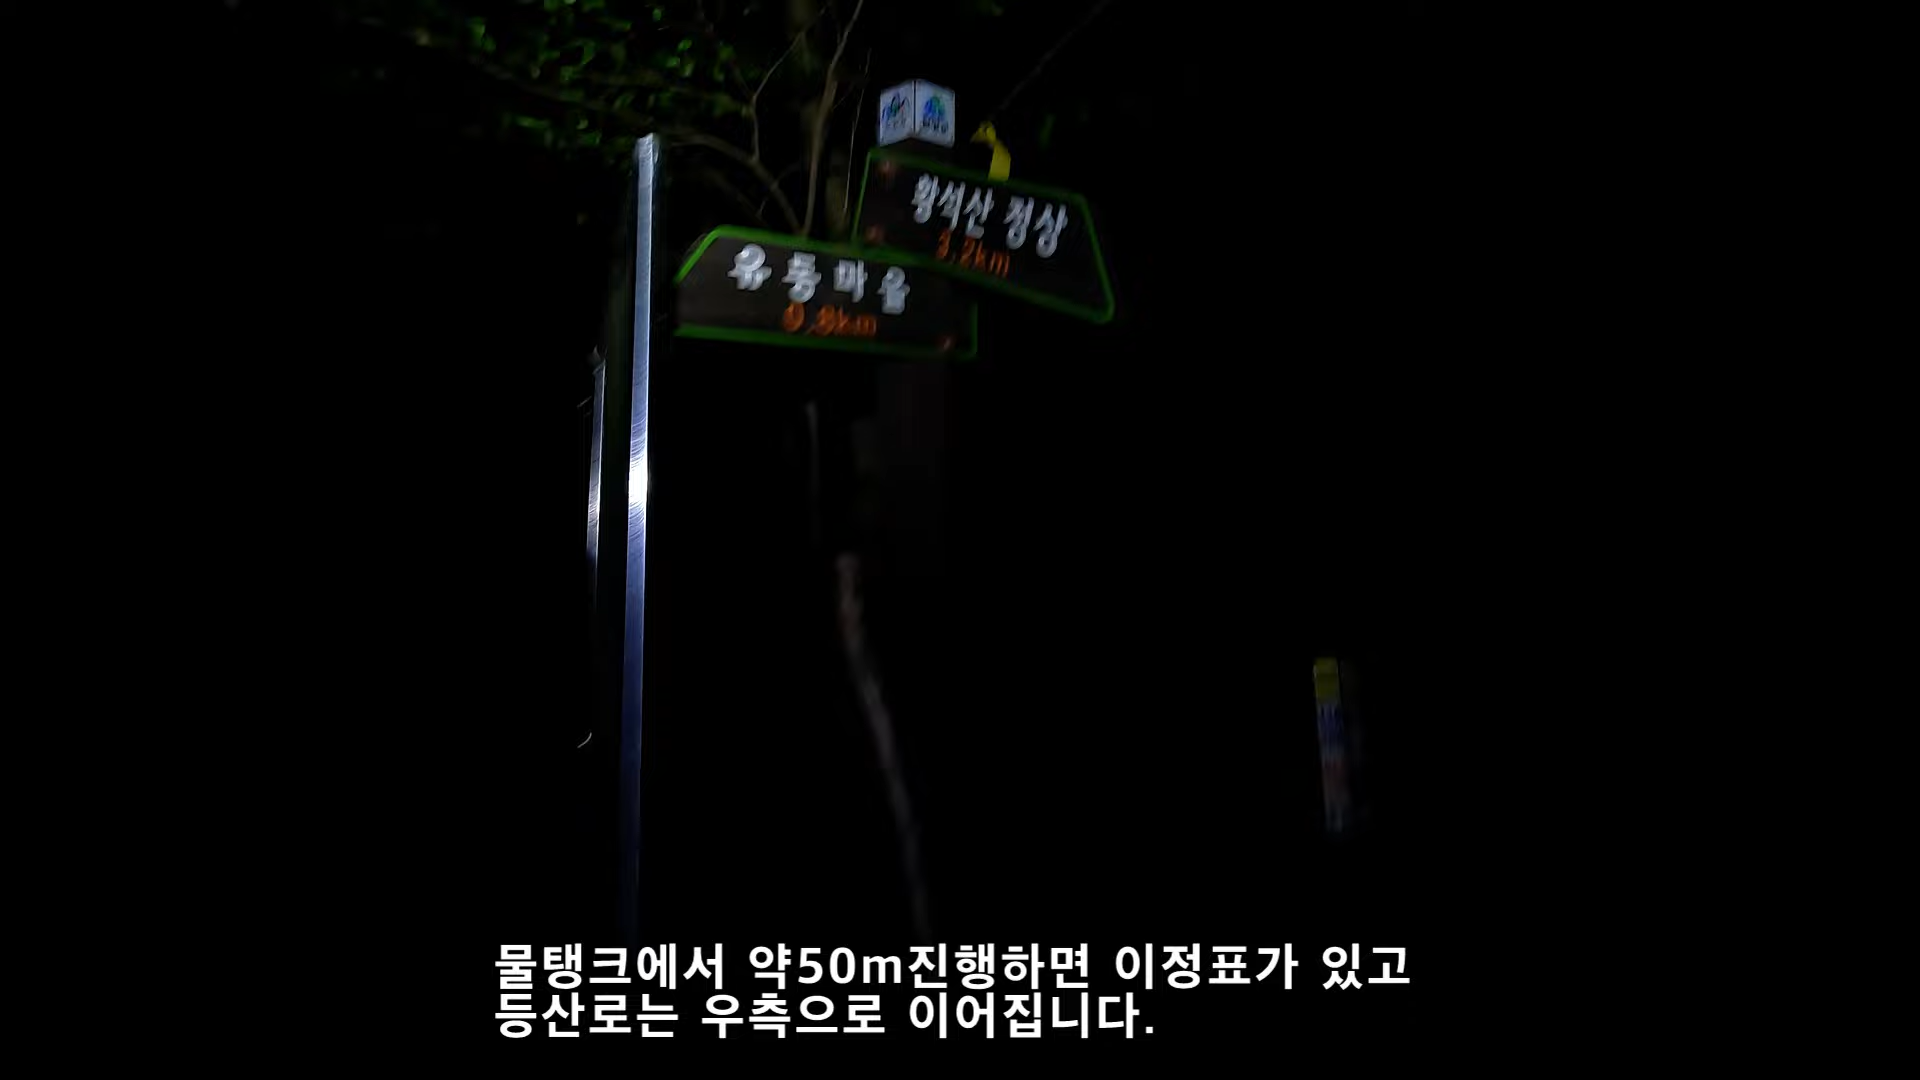 황석산 정상
3.2km
유동마을
물탱크에서 약50m진행하면 이정표가 있고
등산로는 우측으로 이어집니다.